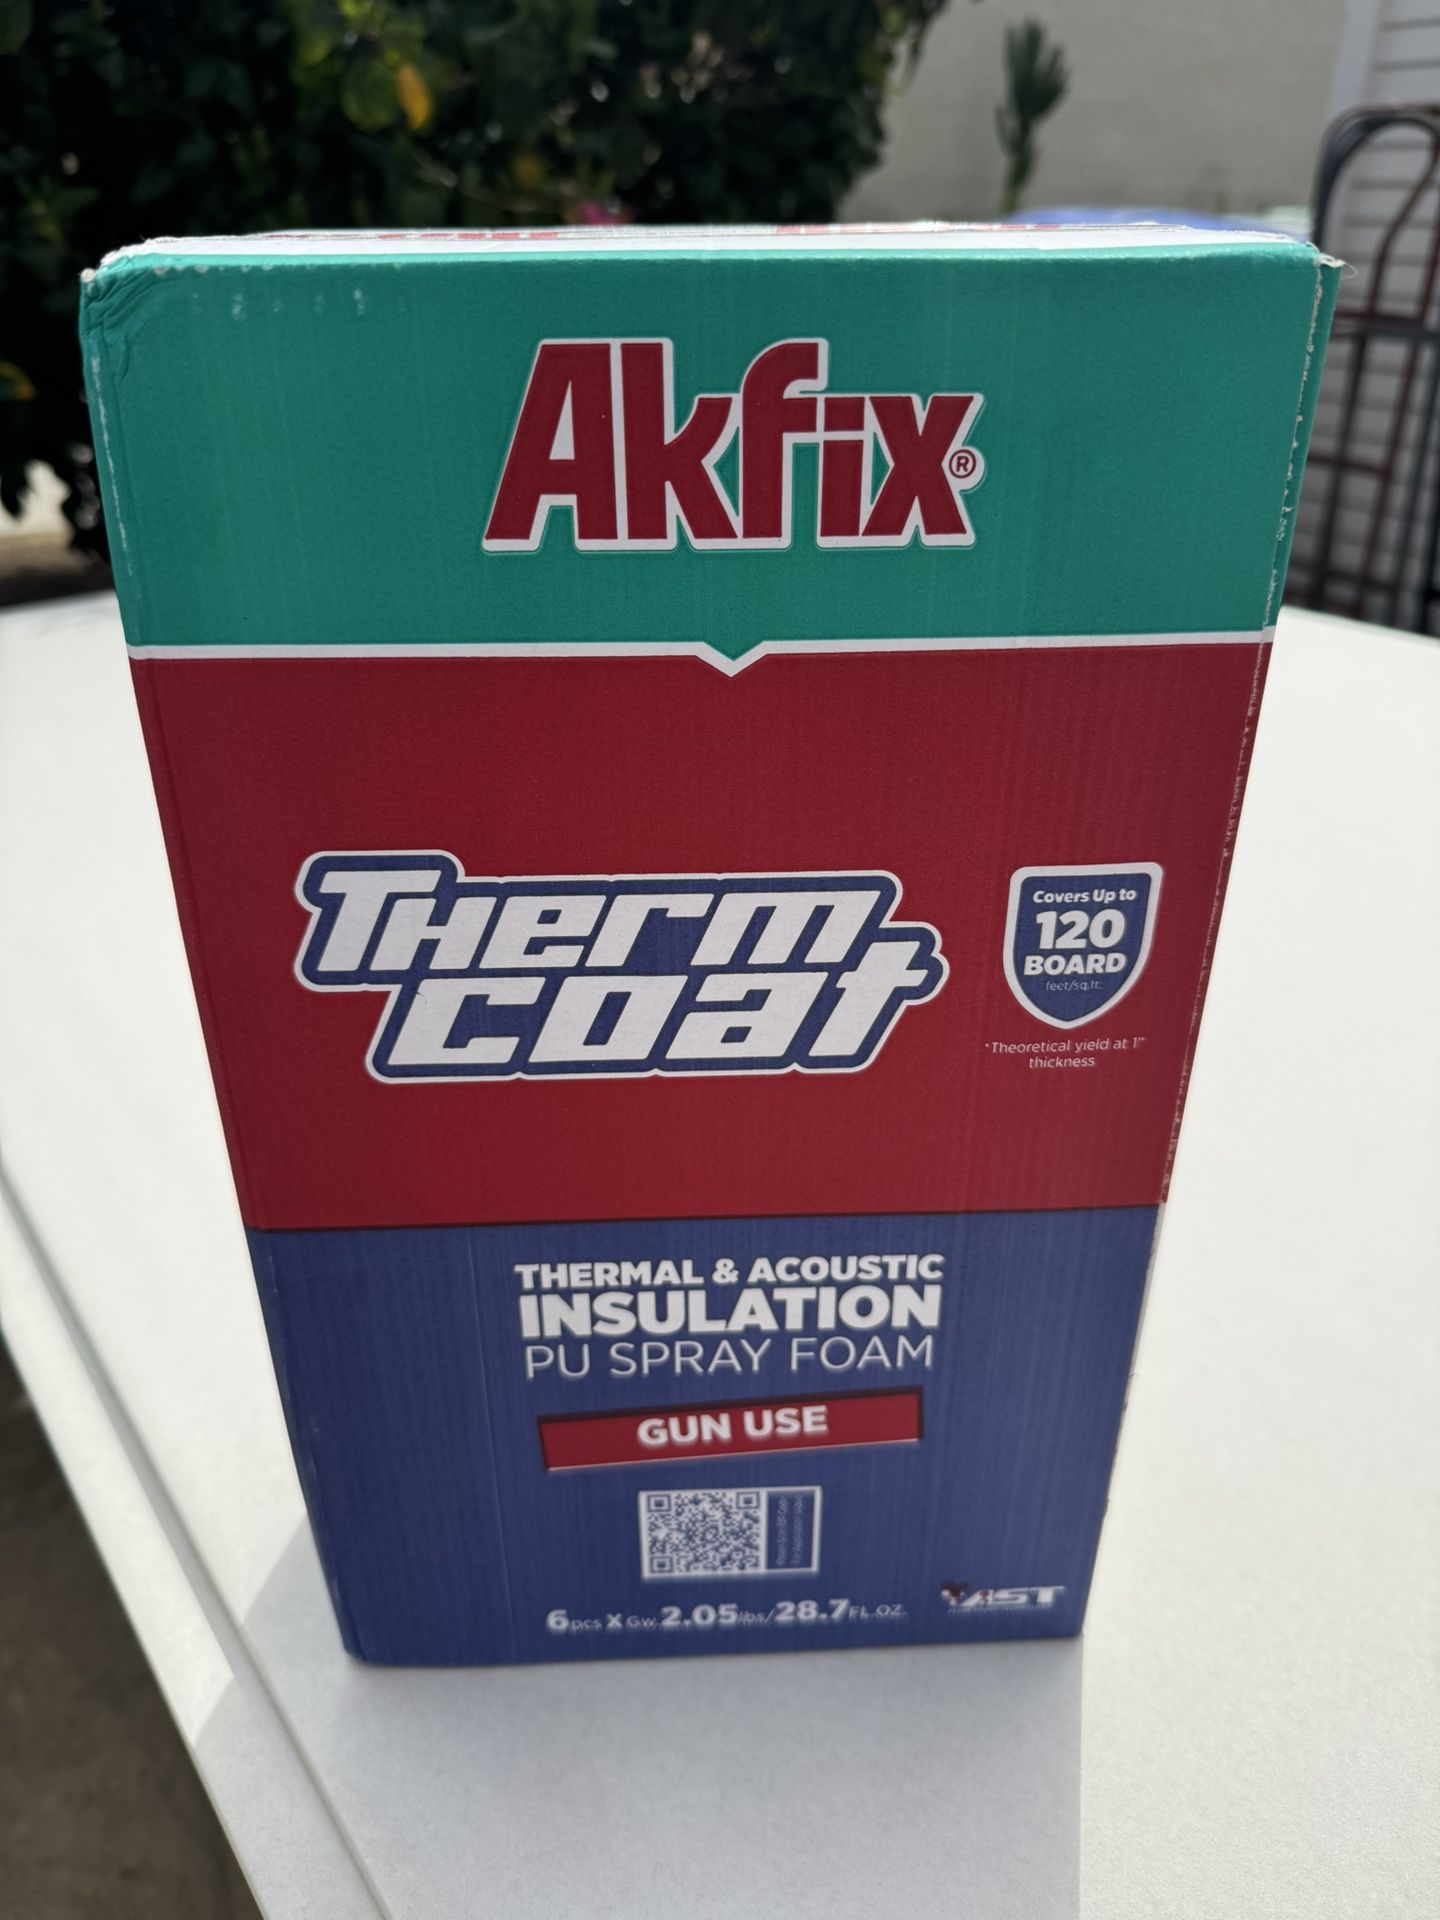 Akfix®
Therm
Coat
Covers Up to
120
BOARD
feet/sq.ft.
*Theoretical yield at 1"
thickness
THERMAL & ACOUSTIC
INSULATION
PU SPRAY FOAM
GUN USE
6pcs X G.w. 2.05lbs/28.7FL.OZ.